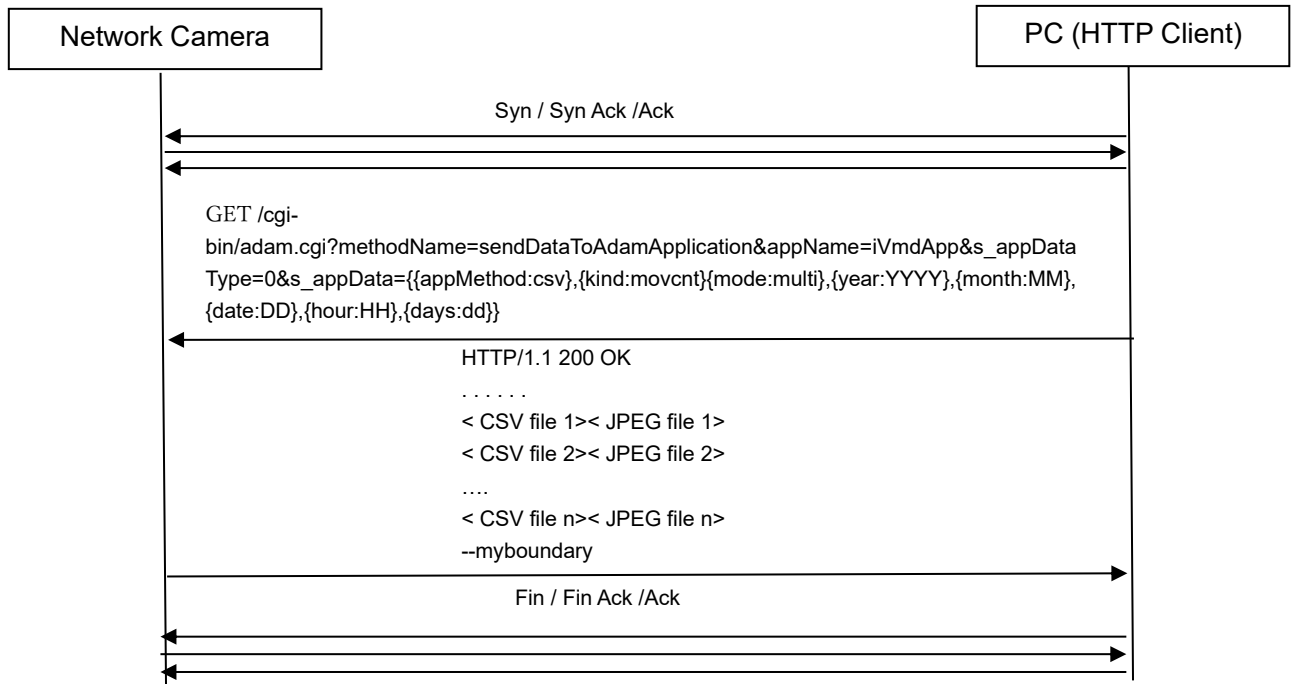 Network Camera
PC (HTTP Client)
Syn / Syn Ack /Ack
GET /cgi-
bin/adam.cgi?methodName=sendDataToAdamApplication&appName=iVmdApp&s_appData
Type=0&s_appData={{appMethod:csv},{kind:movcnt}{mode:multi},{year:YYYY},{month:MM},
{date:DD},{hour:HH},{days:dd}}
HTTP/1.1 200 OK
. . . . . .
< CSV file 1>< JPEG file 1>
< CSV file 2>< JPEG file 2>
….
< CSV file n>< JPEG file n>
--myboundary
Fin / Fin Ack /Ack